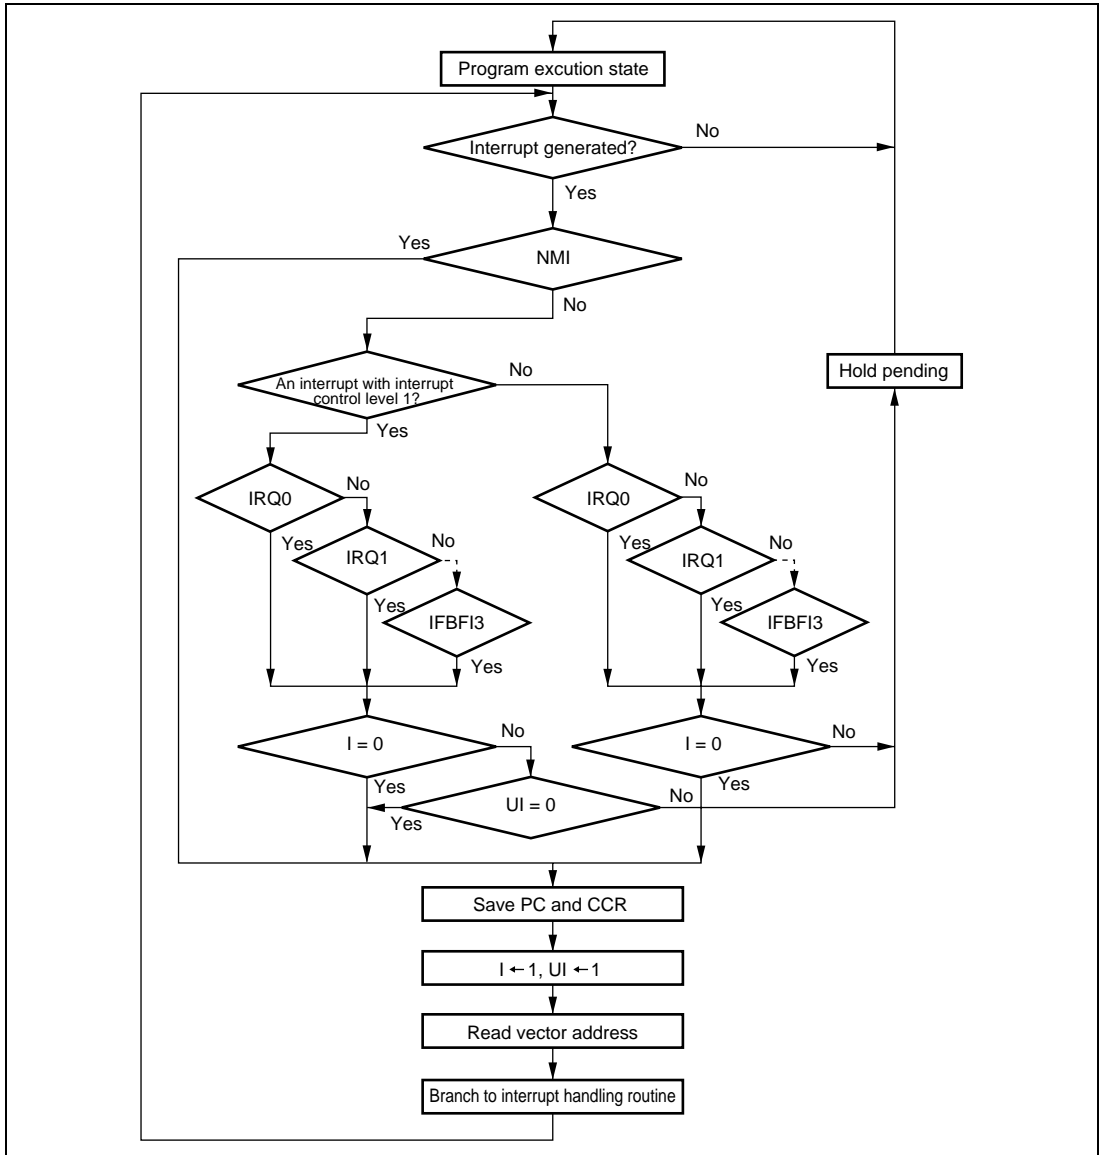 Program excution state
Interrupt generated?
No
Yes
Yes
NMI
No
An interrupt with interrupt
control level 1?
No
Yes
Hold pending
IRQ0
No
Yes
IRQ1
No
Yes
IFBFI3
Yes
IRQ0
No
Yes
IRQ1
No
Yes
IFBFI3
Yes
I = 0
No
Yes
UI = 0
Yes
No
I = 0
No
Yes
Save PC and CCR
I ← 1, UI ← 1
Read vector address
Branch to interrupt handling routine